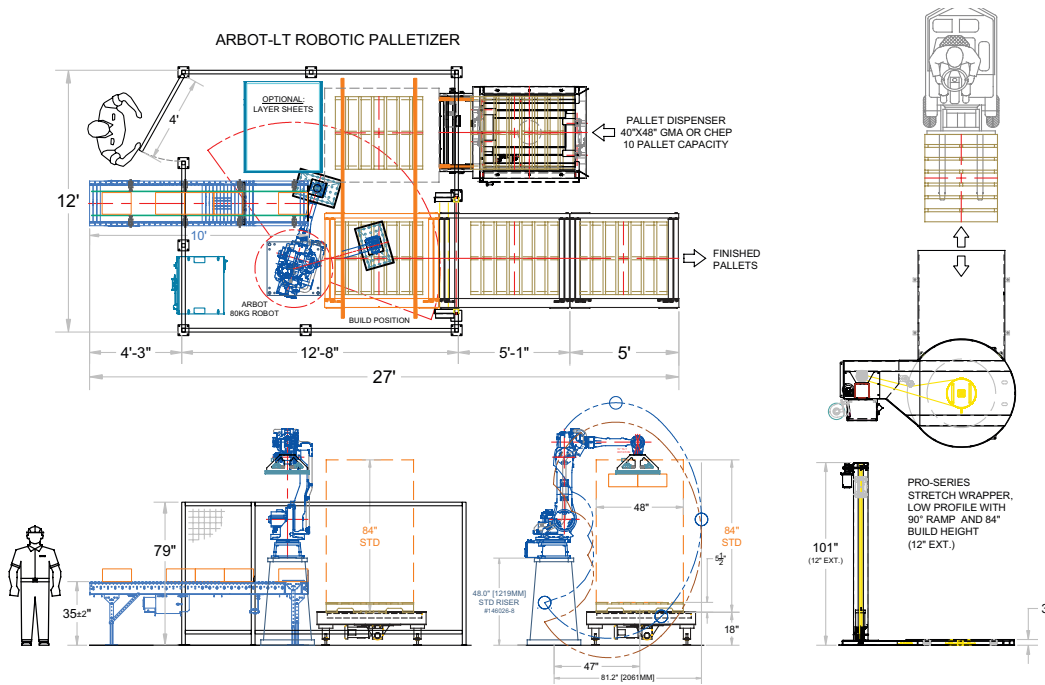 ARBOT-LT ROBOTIC PALLETIZER
OPTIONAL:
LAYER SHEETS
4'
PALLET DISPENSER
40"X48" GMA OR CHEP
10 PALLET CAPACITY
12'
10'
FINISHED
PALLETS
ARBOT
80KG ROBOT
BUILD POSITION
4'-3"
12'-8"
5'-1"
5'
27'
84"
STD
79"
35±2"
48"
84"
STD
5½"
48.0" [1219MM]
STD RISER
#146026-8
18"
47"
81.2" [2061MM]
PRO-SERIES
STRETCH WRAPPER,
LOW PROFILE WITH
90° RAMP AND 84"
BUILD HEIGHT
(12" EXT.)
101"
(12" EXT.)
3